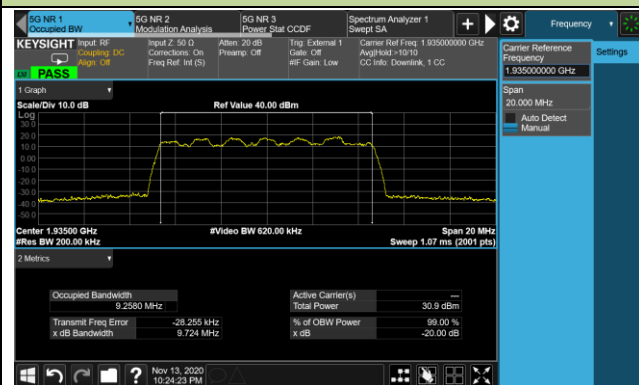 5G NR 1
Occupied BW
5G NR 2
Modulation Analysis
5G NR 3
Power Stat CCDF
Spectrum Analyzer 1
Swept SA
Frequency
KEYSIGHT
Input: RF
Coupling: DC
Align: Off
Input Z: 50 Ω
Corrections: On
Freq Ref: Int (S)
Atten: 20 dB
Preamp: Off
Trig: External 1
Gate: Off
#IF Gain: Low
Carrier Ref Freq: 1.935000000 GHz
Avg|Hold:>10/10
CC Info: Downlink, 1 CC
PASS
Carrier Reference
Frequency
1.935000000 GHz
Settings
Span
20.000 MHz
Auto Detect
Manual
1 Graph
Scale/Div 10.0 dB
Ref Value 40.00 dBm
Log
30.0
20.0
10.0
0.00
-10.0
-20.0
-30.0
-40.0
-50.0
Center 1.93500 GHz
#Video BW 620.00 kHz
Span 20 MHz
#Res BW 200.00 kHz
Sweep 1.07 ms (2001 pts)
2 Metrics
Occupied Bandwidth
9.2580 MHz
Active Carrier(s)
---
Total Power
30.9 dBm
Transmit Freq Error
-28.255 kHz
% of OBW Power
99.00 %
x dB Bandwidth
9.724 MHz
x dB
-20.00 dB
Nov 13, 2020
10:24:23 PM